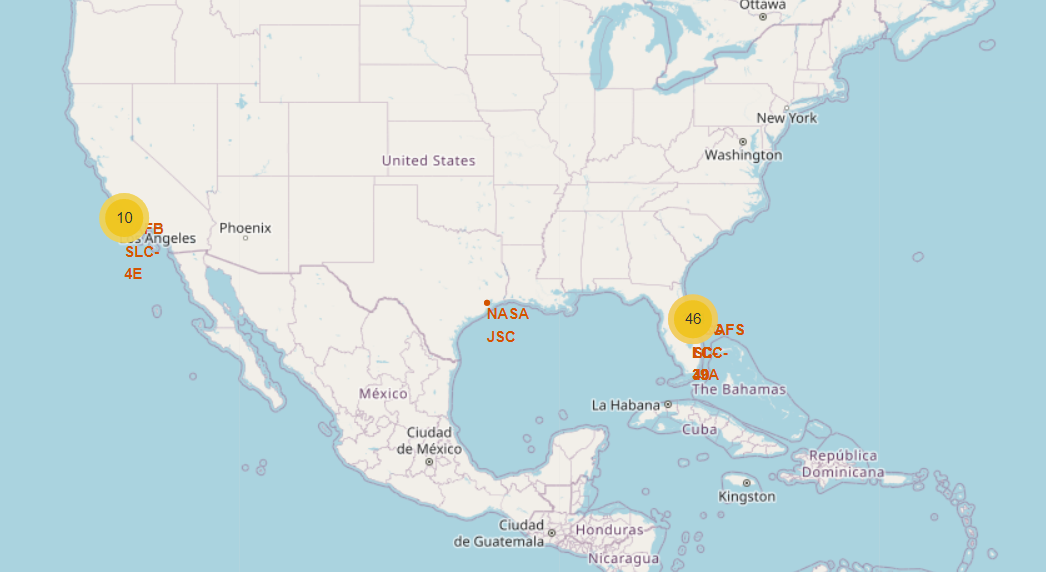 Ottawa
New York
Washington
United States
10
FB
Los Angeles
SLC-
4E
Phoenix
NASA
JSC
46
AFS
The Bahamas
La Habana
Cuba
México
Ciudad
de México
República
Dominicana
Kingston
Ciudad
de Guatemala
Honduras
Nicaragua